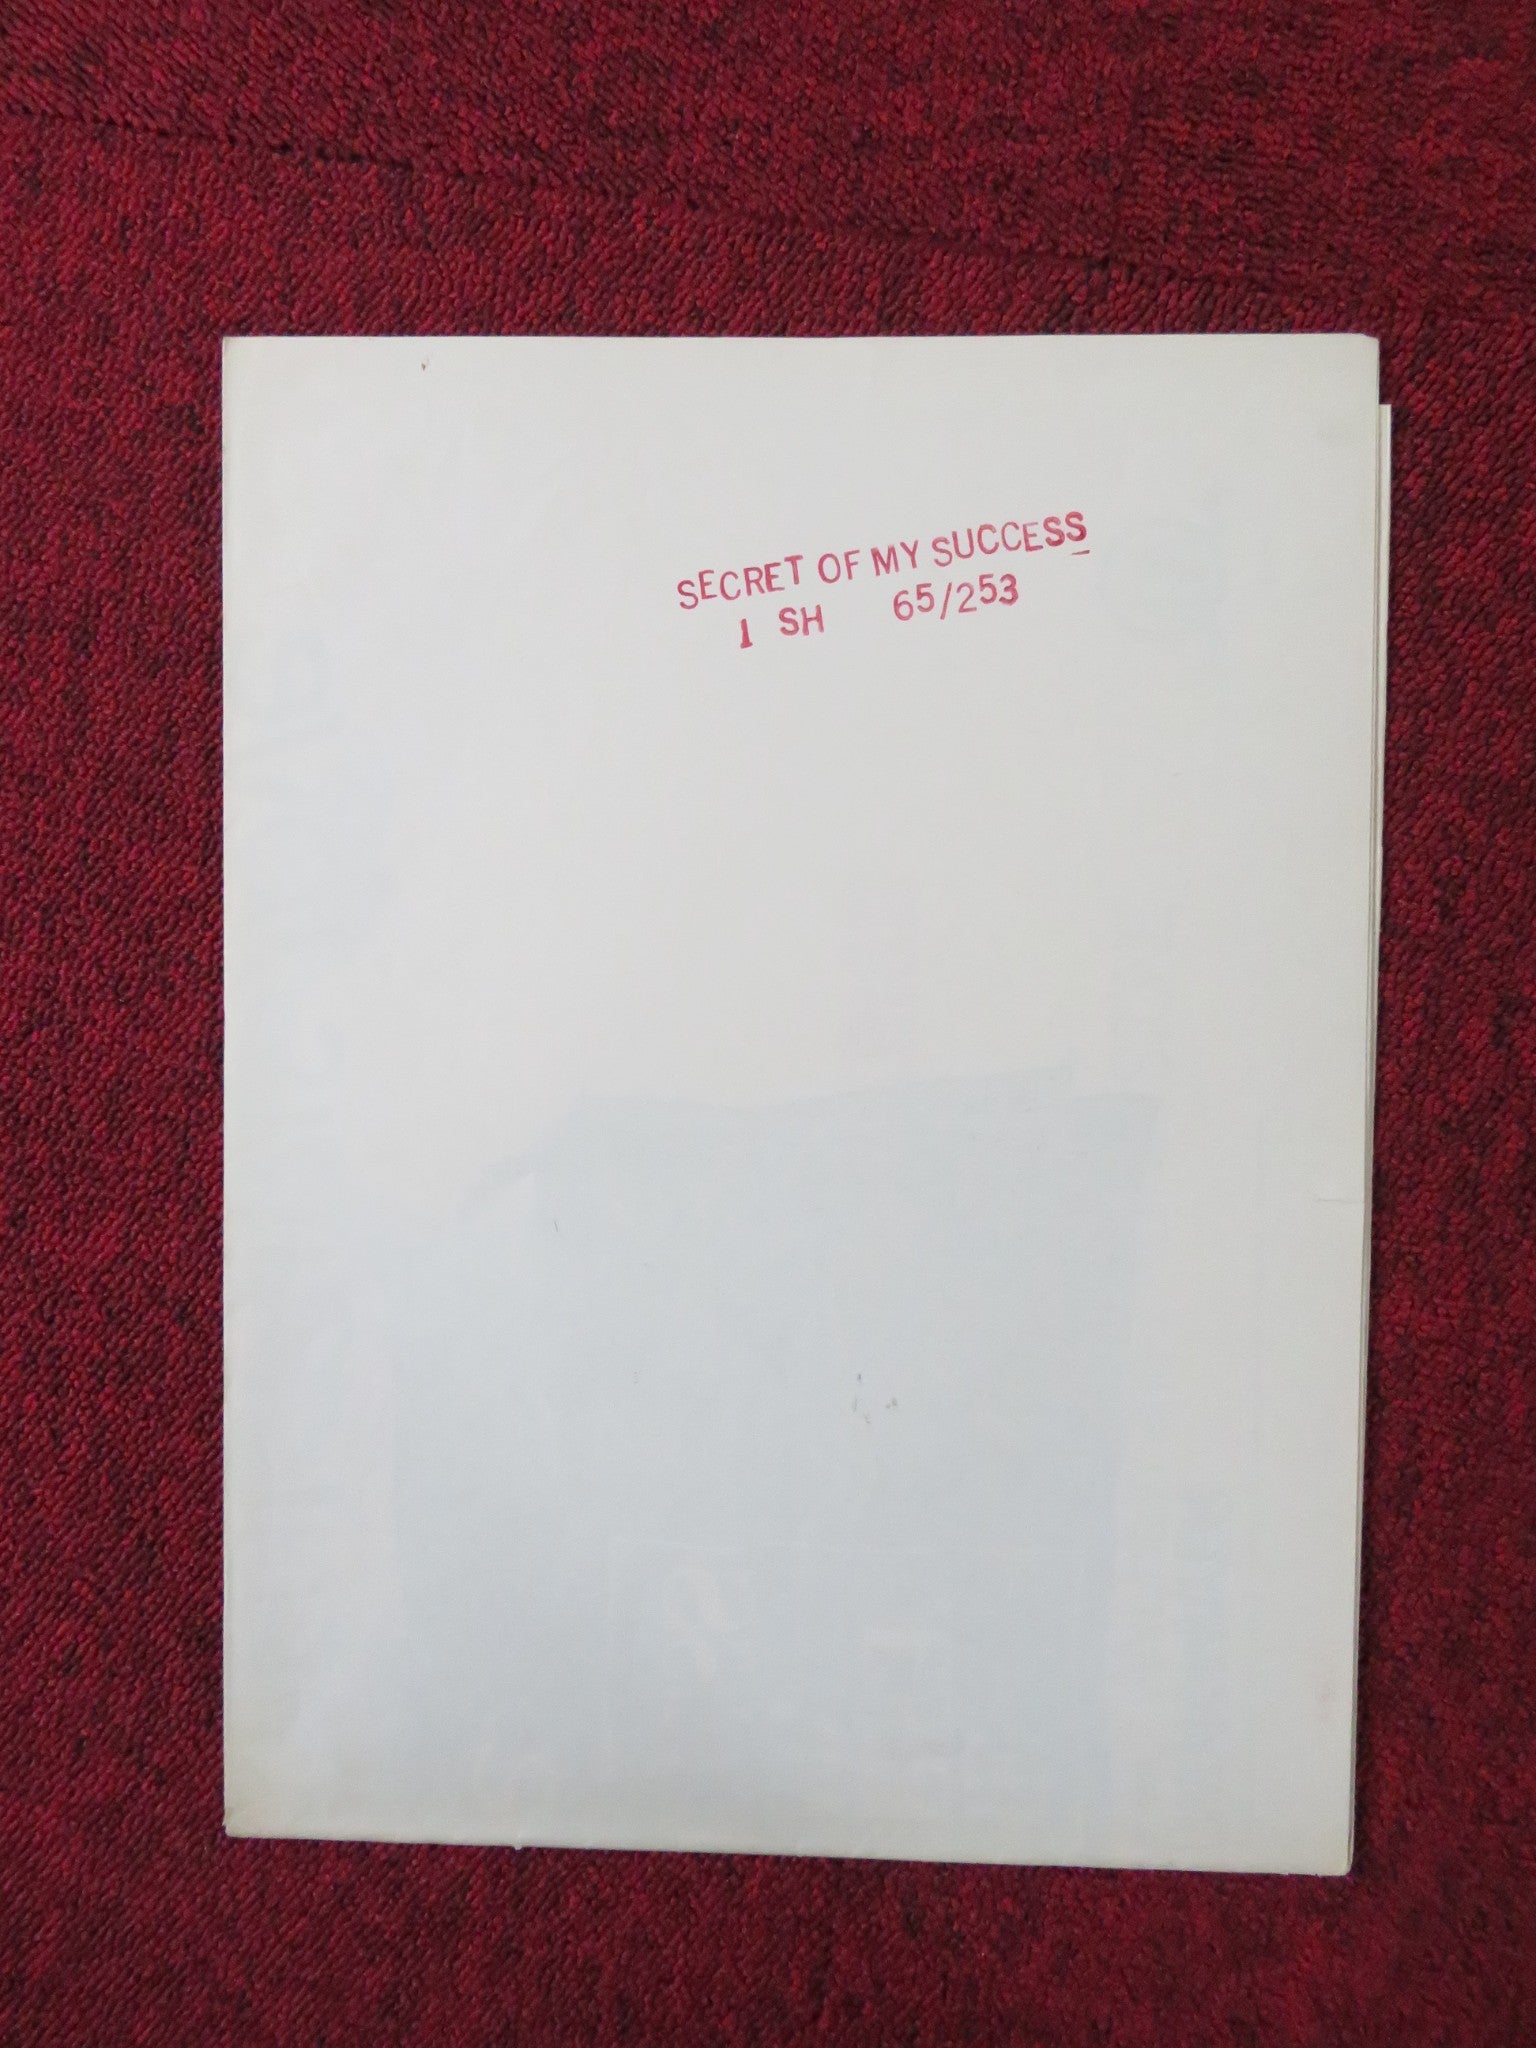 SECRET OF MY SUCCESS
1 SH 65/253